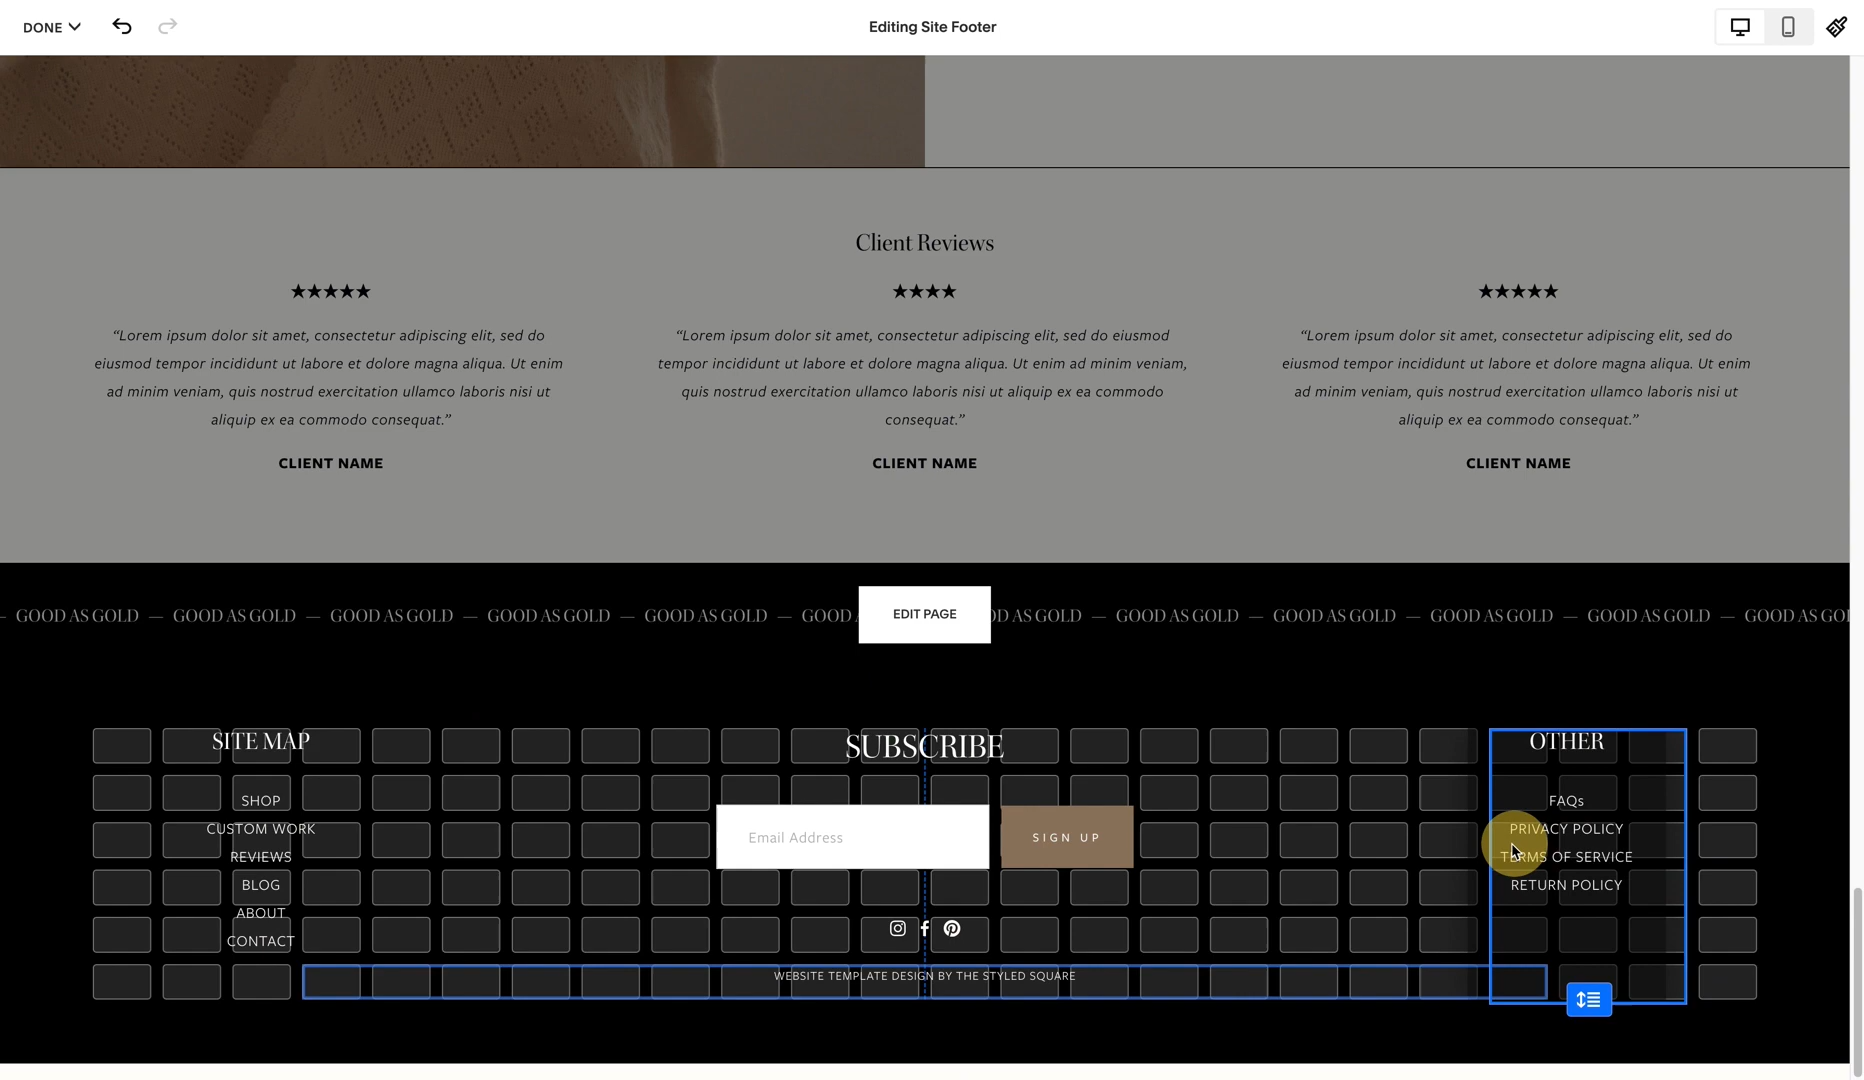 DONE
Editing Site Footer
Client Reviews
★★★★★
★★★★
★★★★★
“Lorem ipsum dolor sit amet, consectetur adipiscing elit, sed do
eiusmod tempor incididunt ut labore et dolore magna aliqua. Ut enim
ad minim veniam, quis nostrud exercitation ullamco laboris nisi ut
aliquip ex ea commodo consequat.”
CLIENT NAME
“Lorem ipsum dolor sit amet, consectetur adipiscing elit, sed do eiusmod
tempor incididunt ut labore et dolore magna aliqua. Ut enim ad minim veniam,
quis nostrud exercitation ullamco laboris nisi ut aliquip ex ea commodo
consequat.”
CLIENT NAME
“Lorem ipsum dolor sit amet, consectetur adipiscing elit, sed do
eiusmod tempor incididunt ut labore et dolore magna aliqua. Ut enim
ad minim veniam, quis nostrud exercitation ullamco laboris nisi ut
aliquip ex ea commodo consequat.”
CLIENT NAME
— GOOD AS GOLD — GOOD AS GOLD — GOOD AS GOLD — GOOD AS GOLD — GOOD AS GOLD — GOOD
EDIT PAGE
D AS GOLD — GOOD AS GOLD — GOOD AS GOLD — GOOD AS GOLD — GOOD AS GOLD — GOOD AS GO
SITE MAP
SHOP
CUSTOM WORK
REVIEWS
BLOG
ABOUT
CONTACT
SUBSCRIBE
Email Address
SIGN UP
WEBSITE TEMPLATE DESIGN BY THE STYLED SQUARE
OTHER
FAQs
PRIVACY POLICY
TERMS OF SERVICE
RETURN POLICY